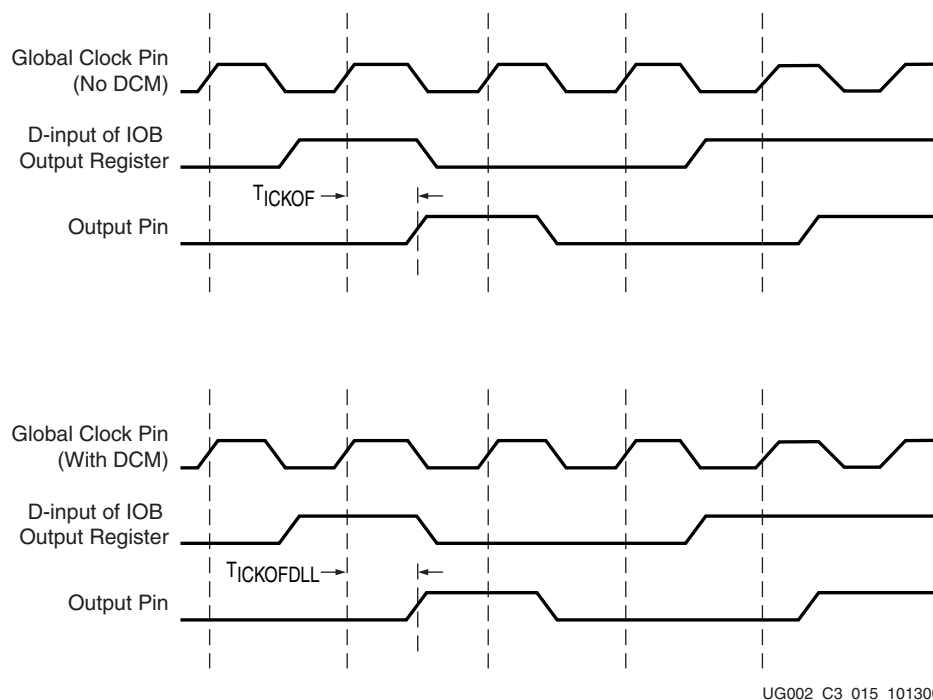 Global Clock Pin
(No DCM)
D-input of IOB
Output Register
TICKOF
Output Pin
Global Clock Pin
(With DCM)
D-input of IOB
Output Register
TICKOFDLL
Output Pin
UG002_C3_015_101300